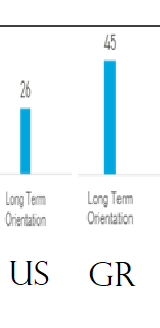 45
26
Long Term
Orientation
Long Term
Orientation
US GR